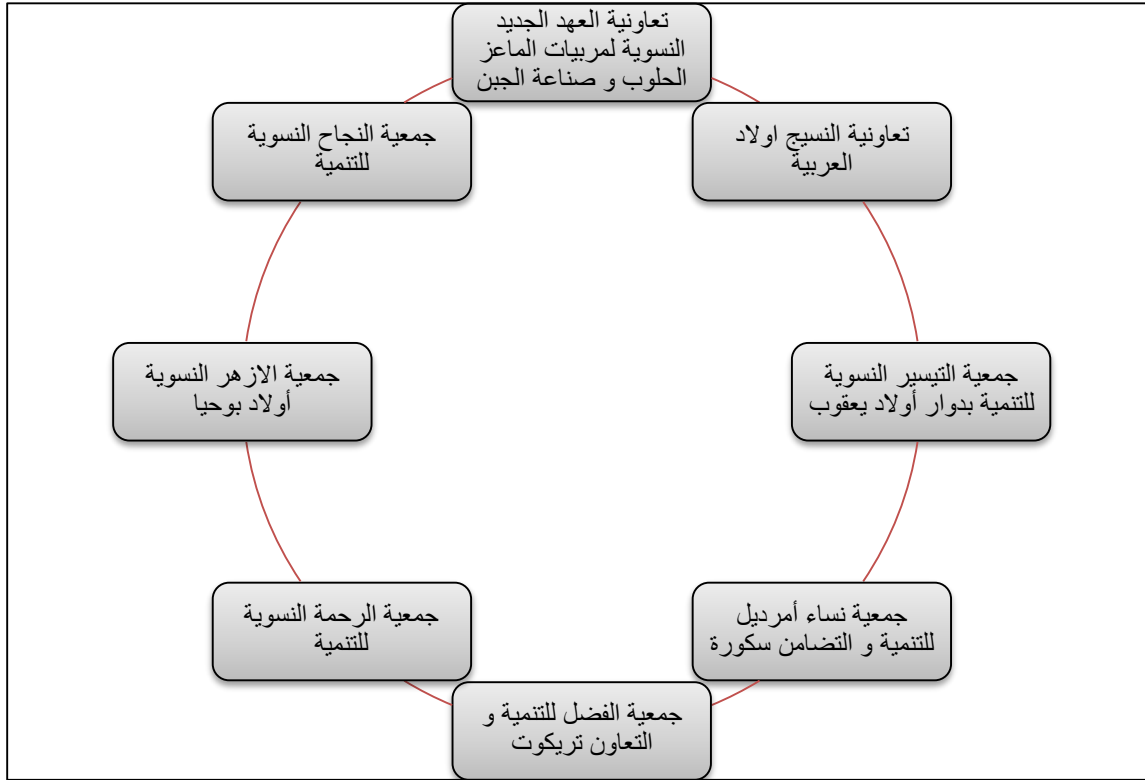 تعاونية العهد الجديد
النسوية لمربيات الماعز
الحلوب و صناعة الجبن
تعاونية النسيج اولاد
العربية
جمعية التيسير النسوية
للتنمية بدوار أولاد يعقوب
جمعية نساء أمرديل
للتنمية و التضامن سكورة
جمعية الفضل للتنمية و
التعاون تريكوت
جمعية الرحمة النسوية
للتنمية
جمعية الازهر النسوية
أولاد بوحيا
جمعية النجاح النسوية
للتنمية